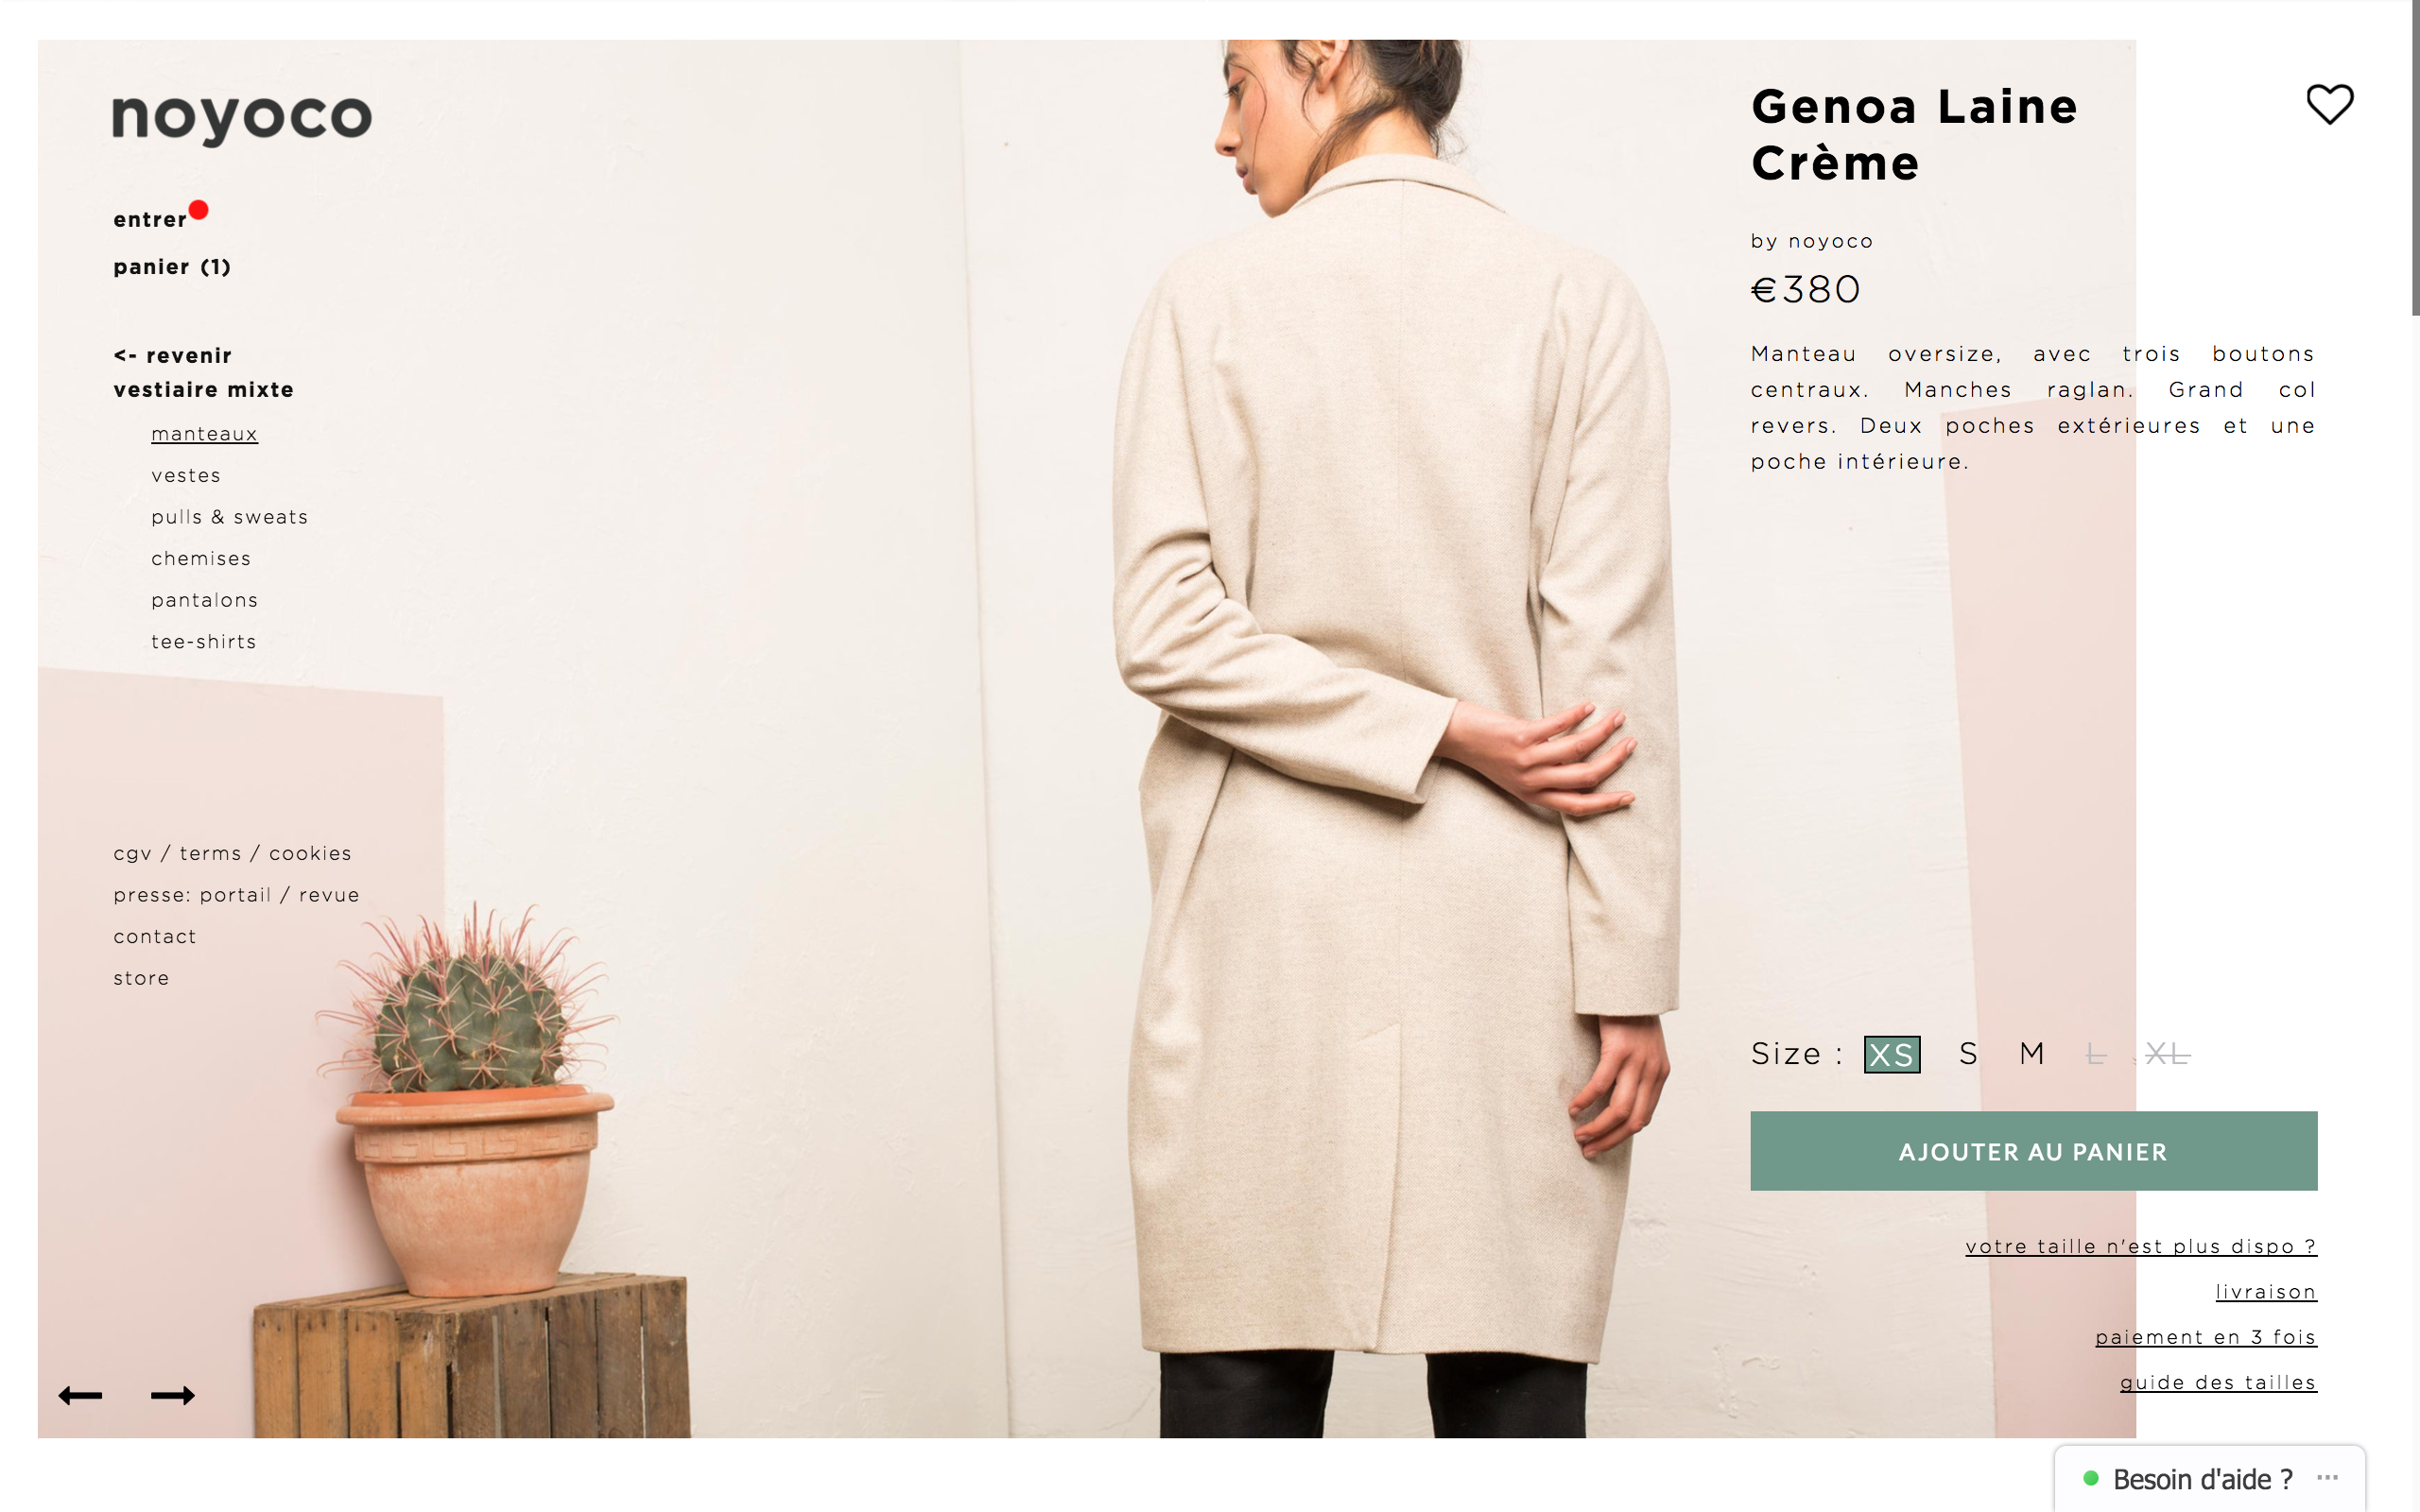 noyoco
entrer
panier (1)
<- revenir
vestiaire mixte
manteaux
vestes
pulls & sweats
chemises
pantalons
tee-shirts
cgv / terms / cookies
presse: portail / revue
contact
store
Genoa Laine
Crème
by noyoco
€380
Manteau oversize, avec trois boutons
centraux. Manches raglan. Grand col
revers. Deux poches extérieures et une
poche intérieure.
Size : XS S M L XL
AJOUTER AU PANIER
votre taille n'est plus dispo ?
livraison
paiement en 3 fois
guide des tailles
Besoin d'aide ? ...